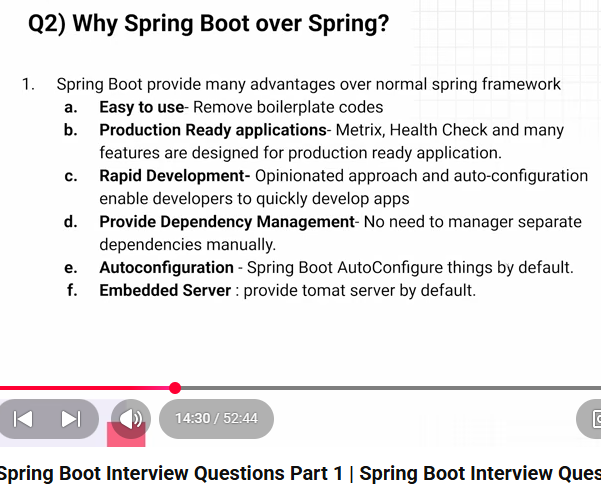 Q2) Why Spring Boot over Spring?
1. Spring Boot provide many advantages over normal spring framework
a. Easy to use- Remove boilerplate codes
b. Production Ready applications- Metrix, Health Check and many
features are designed for production ready application.
c. Rapid Development- Opinionated approach and auto-configuration
enable developers to quickly develop apps
d. Provide Dependency Management- No need to manager separate
dependencies manually.
e. Autoconfiguration - Spring Boot AutoConfigure things by default.
f. Embedded Server : provide tomat server by default.
14:30 / 52:44
Spring Boot Interview Questions Part 1 | Spring Boot Interview Ques